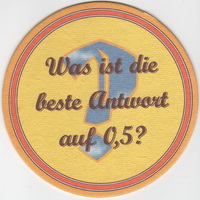 Was ist die
beste Antwort
auf 0,5?